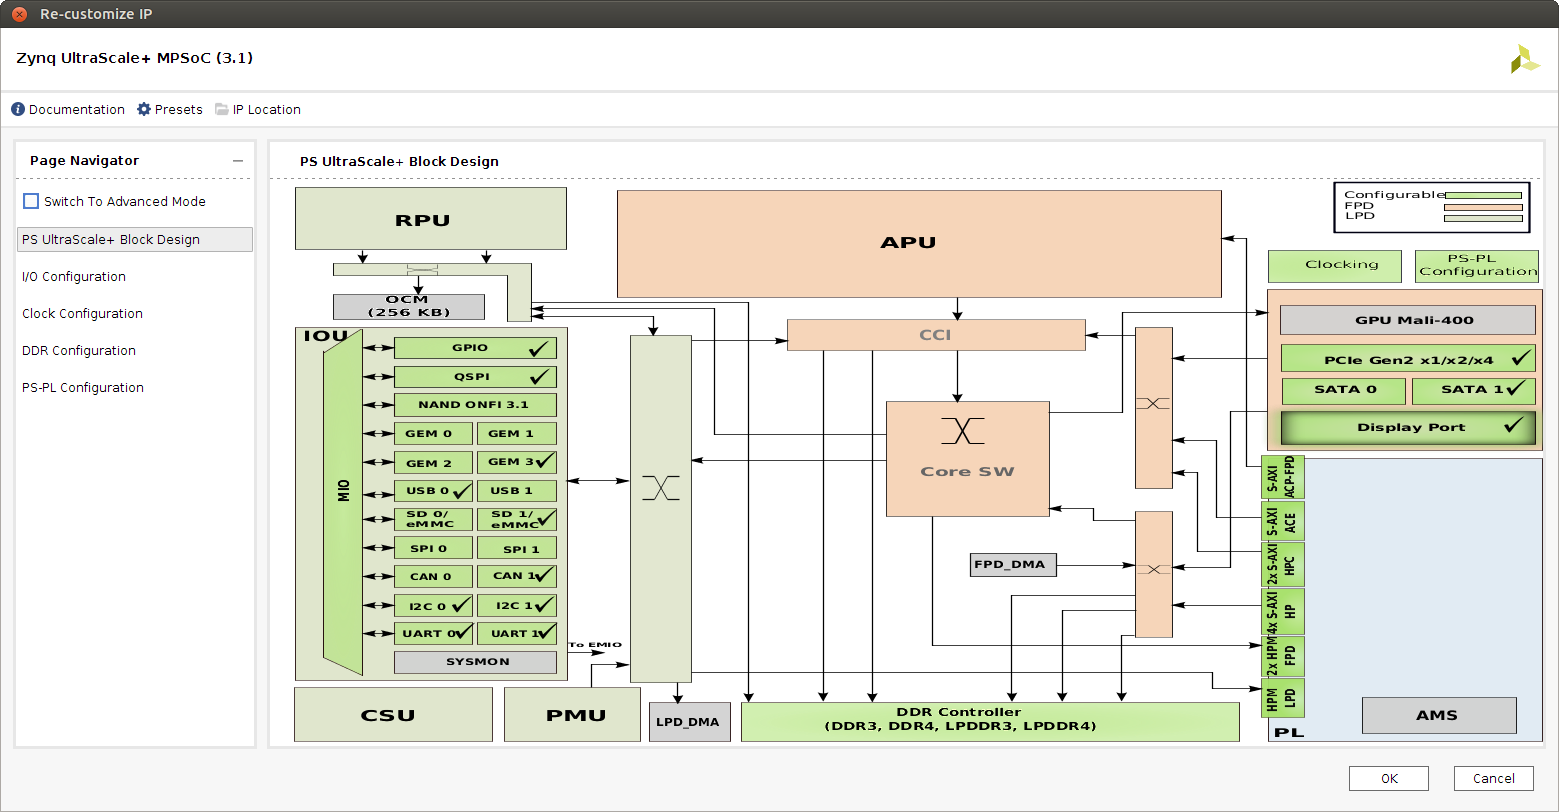 Re-customize IP
Zynq UltraScale+ MPSoC (3.1)
Documentation
Presets
IP Location
Page Navigator
Switch To Advanced Mode
PS UltraScale+ Block Design
I/O Configuration
Clock Configuration
DDR Configuration
PS-PL Configuration
PS UltraScale+ Block Design
Configurable
FPD
LPD
RPU
APU
Clocking
PS-PL
Configuration
OCM
(256 KB)
GPU Mali-400
PCIe Gen2 x1/x2/x4
SATA 0
SATA 1
Display Port
CCI
Core SW
FPD_DMA
IOU
MIO
GPIO
QSPI
NAND ONFI 3.1
GEM 0
GEM 1
GEM 2
GEM 3
USB 0
USB 1
SD 0/
eMMC
SD 1/
eMMC
SPI 0
SPI 1
CAN 0
CAN 1
I2C 0
I2C 1
UART 0
UART 1
SYSMON
To EMIO
S-AXI
ACP-FPD
S-AXI
ACE
2x S-AXI
HPC
4x S-AXI
HP
2x HPM
FPD
HPM
LPD
CSU
PMU
LPD_DMA
DDR Controller
(DDR3, DDR4, LPDDR3, LPDDR4)
AMS
PL
OK
Cancel